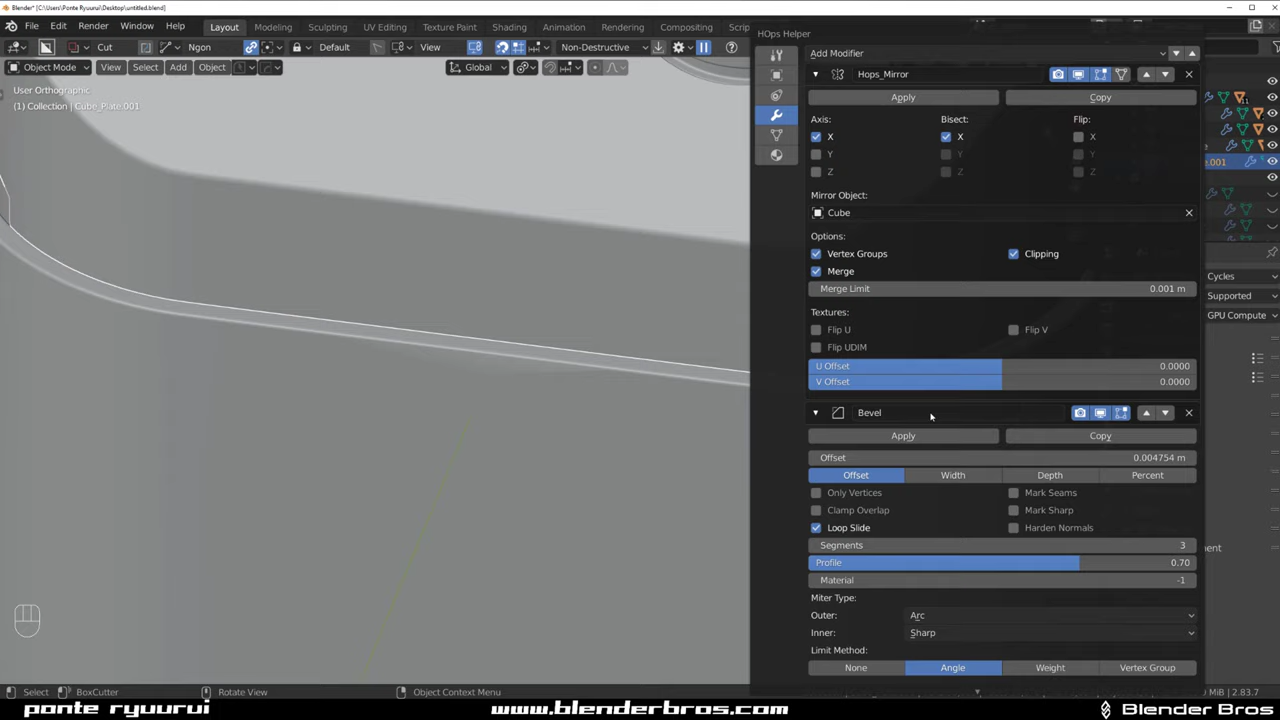 Blender* [C:\Users\Ponte Ryuurui\Desktop\untitled.blend]
File Edit Render Window Help Layout Modeling Sculpting UV Editing Texture Paint Shading Animation Rendering Compositing Scrip
Cut Ngon Default View Non-Destructive
Object Mode View Select Add Object Global
User Orthographic
(1) Collection | Cube_Plate.001
HOps Helper
Add Modifier
Hops_Mirror
Apply Copy
Axis: Bisect: Flip:
X X X
Y Y Y
Z Z Z
Mirror Object:
Cube
Options:
Vertex Groups Clipping
Merge
Merge Limit 0.001 m
Textures:
Flip U Flip V
Flip UDIM
U Offset 0.0000
V Offset 0.0000
Bevel
Apply Copy
Offset 0.004754 m
Offset Width Depth Percent
Only Vertices Mark Seams
Clamp Overlap Mark Sharp
Loop Slide Harden Normals
Segments 3
Profile 0.70
Material -1
Miter Type:
Outer: Arc
Inner: Sharp
Limit Method:
None Angle Weight Vertex Group
.001
Cycles
Supported
GPU Compute
Select BoxCutter Rotate View Object Context Menu MiB | 2.83.7
ponte ryuurui www.blenderbros.com Blender Bros